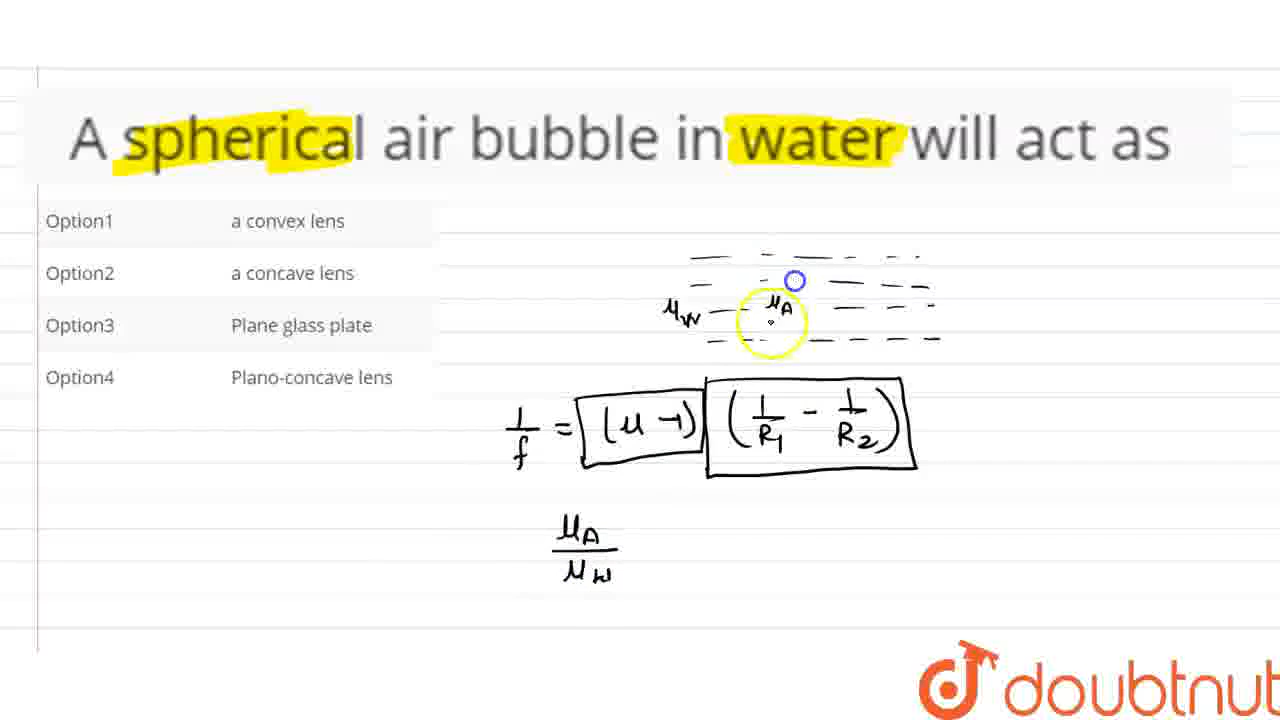 A spherical air bubble in water will act as
Option1 a convex lens
Option2 a concave lens
Option3 Plane glass plate
Option4 Plano-concave lens
μW μA
1/f = (μ-1) (1/R1 - 1/R2)
μA/μW
doubtnut